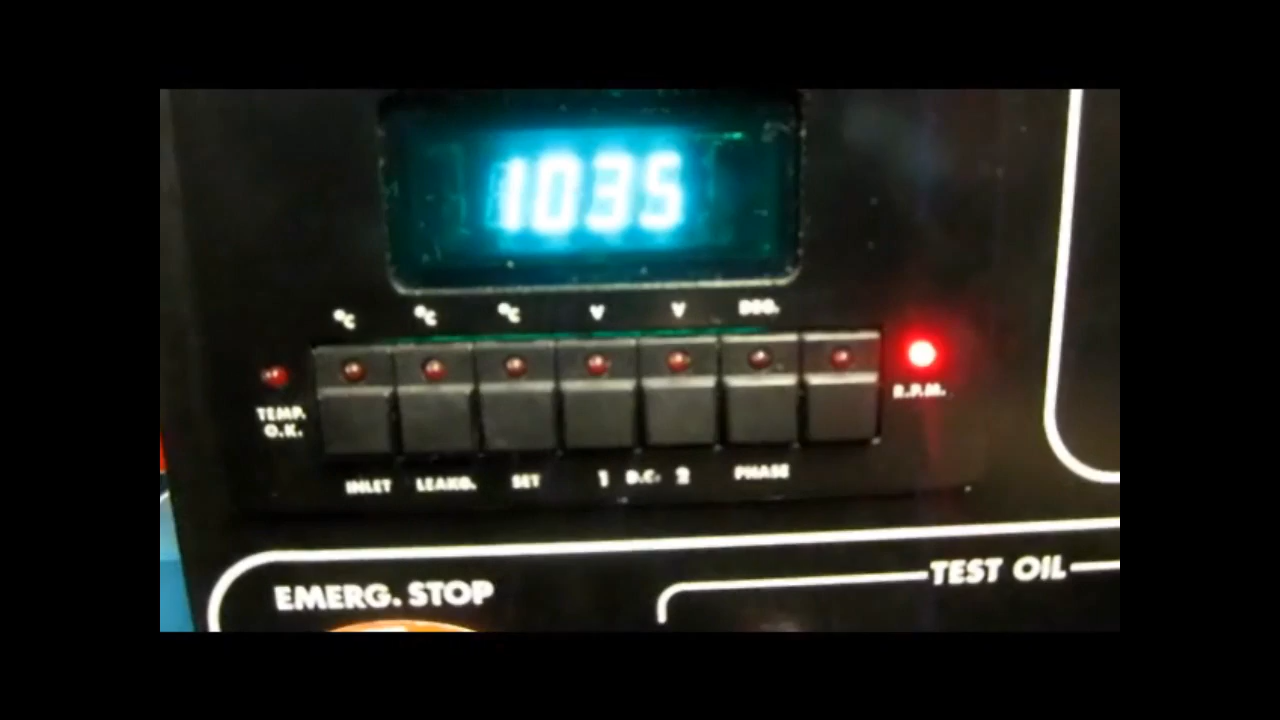 1035
°C °C °C V V DEG.
TEMP. O.K.
R.P.M.
INLET LEAKG. SET 1 D.C. 2 PHASE
EMERG. STOP
TEST OIL